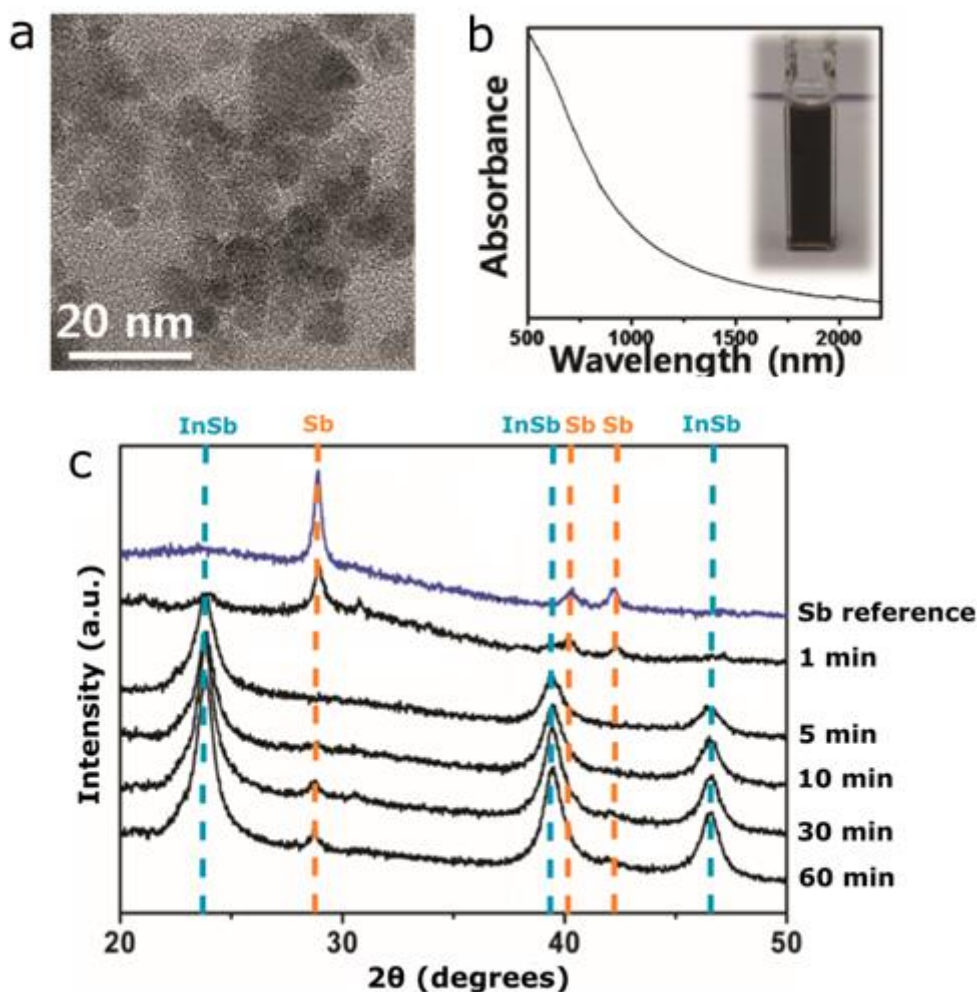 a
20 nm
b
Absorbance
500 1000 1500 2000
Wavelength (nm)
c
InSb Sb InSb Sb Sb InSb
Intensity (a.u.)
Sb reference
1 min
5 min
10 min
30 min
60 min
20 30 40 50
2θ (degrees)